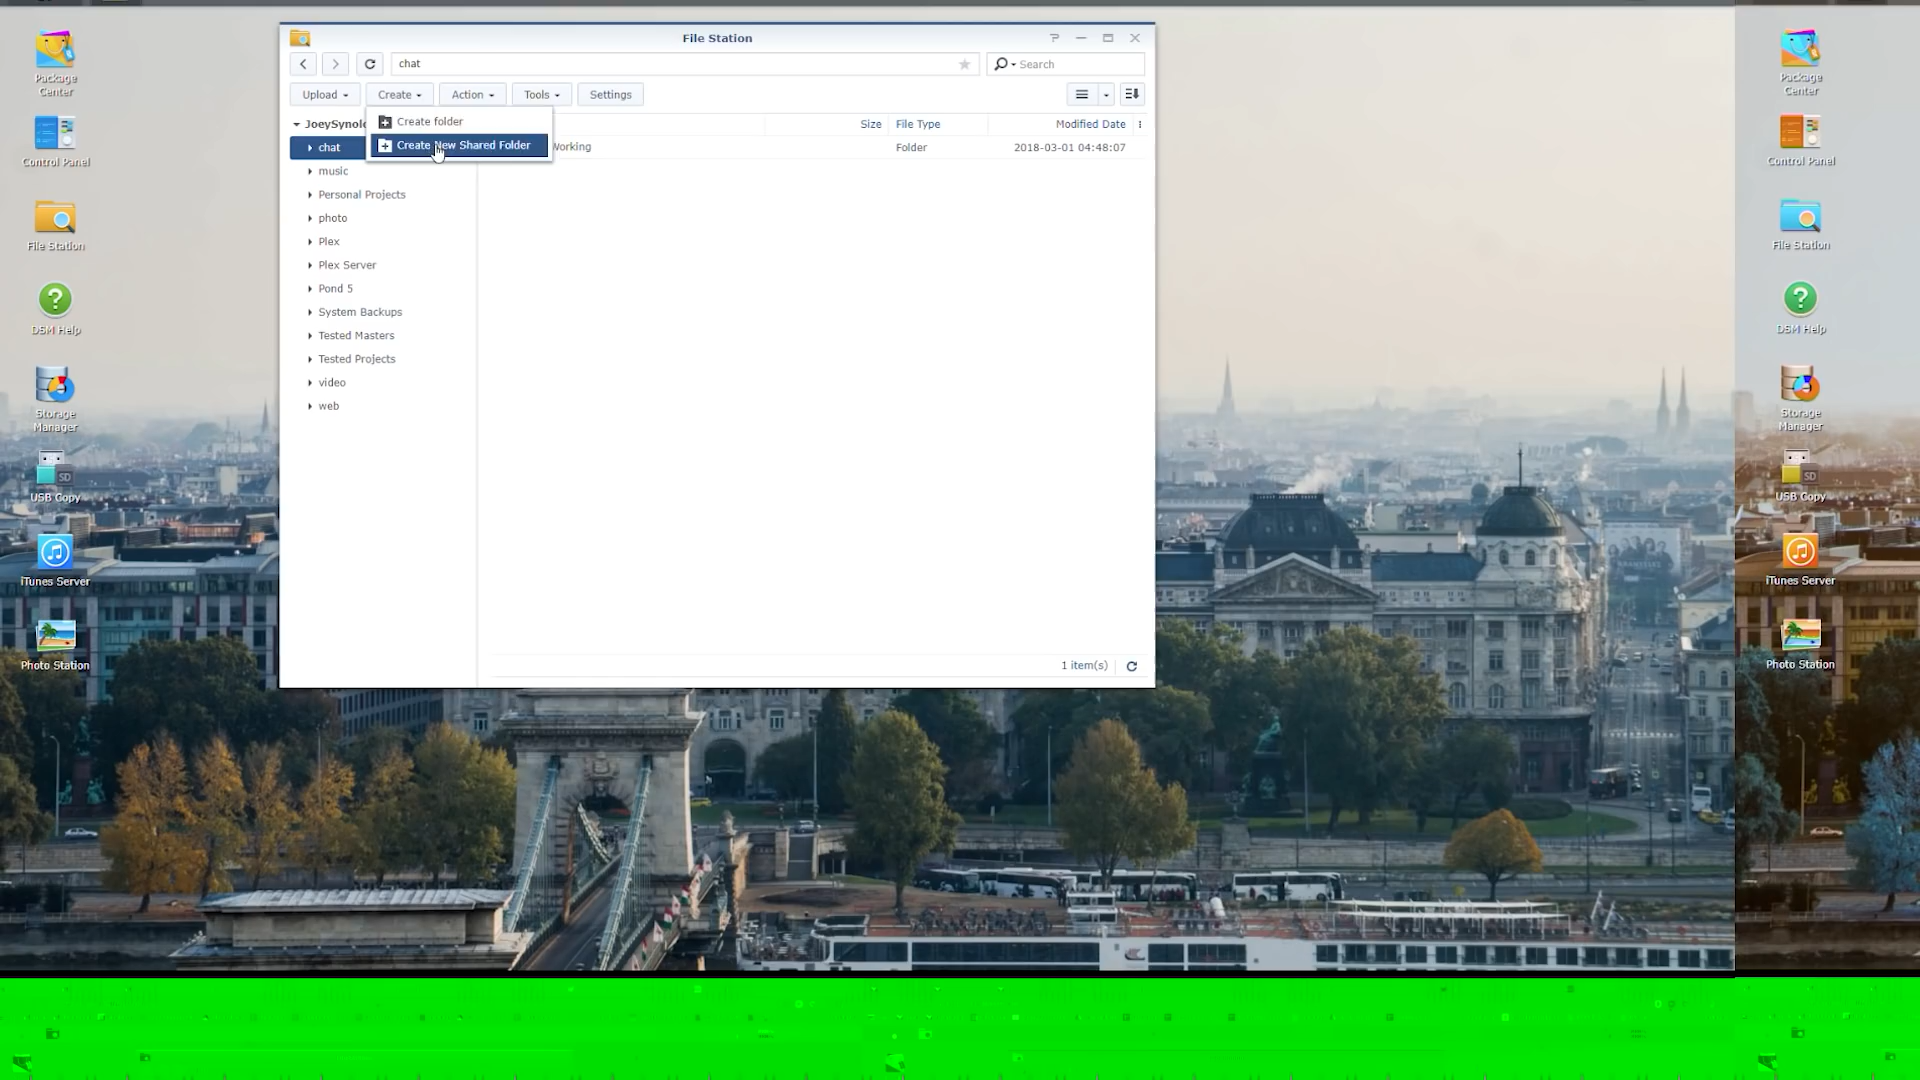 File Station
chat
Search
Upload
Create
Action
Tools
Settings
JoeySynol
Size
File Type
Modified Date
Create folder
Create New Shared Folder
chat
Working
Folder
2018-03-01 04:48:07
music
Personal Projects
photo
Plex
Plex Server
Pond 5
System Backups
Tested Masters
Tested Projects
video
web
1 item(s)
Package
Center
Control Panel
File Station
DSM Help
Storage
Manager
USB Copy
SD
iTunes Server
Photo Station
Package
Center
Control Panel
File Station
DSM Help
Storage
Manager
USB Copy
SD
iTunes Server
Photo Station